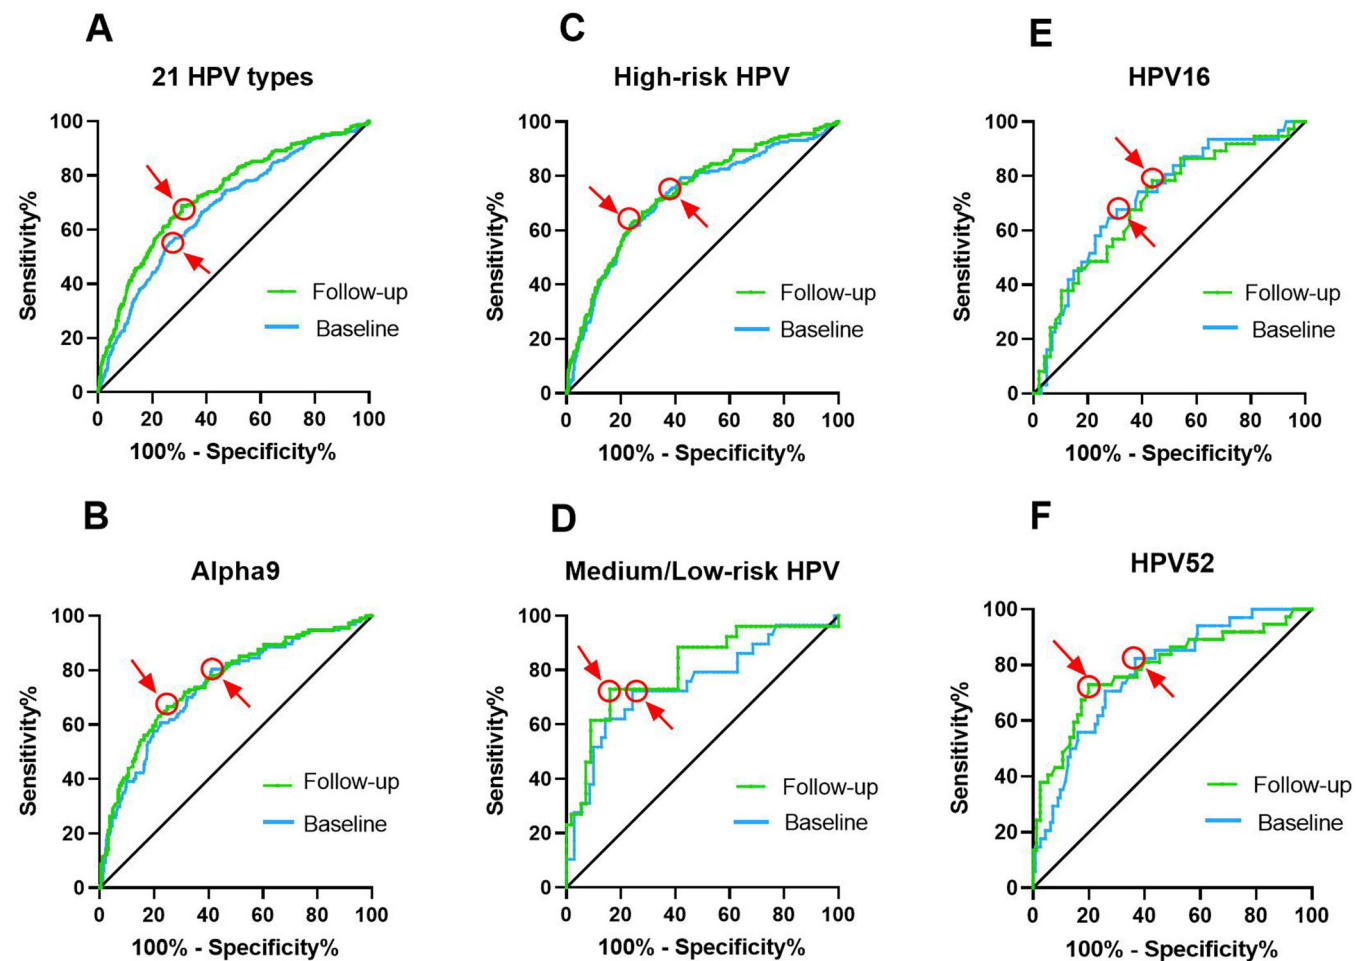 A
21 HPV types
Sensitivity%
100
80
60
40
20
0
0 20 40 60 80 100
100% - Specificity%
Follow-up
Baseline
C
High-risk HPV
Sensitivity%
100
80
60
40
20
0
0 20 40 60 80 100
100% - Specificity%
Follow-up
Baseline
E
HPV16
Sensitivity%
100
80
60
40
20
0
0 20 40 60 80 100
100% - Specificity%
Follow-up
Baseline
B
Alpha9
Sensitivity%
100
80
60
40
20
0
0 20 40 60 80 100
100% - Specificity%
Follow-up
Baseline
D
Medium/Low-risk HPV
Sensitivity%
100
80
60
40
20
0
0 20 40 60 80 100
100% - Specificity%
Follow-up
Baseline
F
HPV52
Sensitivity%
100
80
60
40
20
0
0 20 40 60 80 100
100% - Specificity%
Follow-up
Baseline